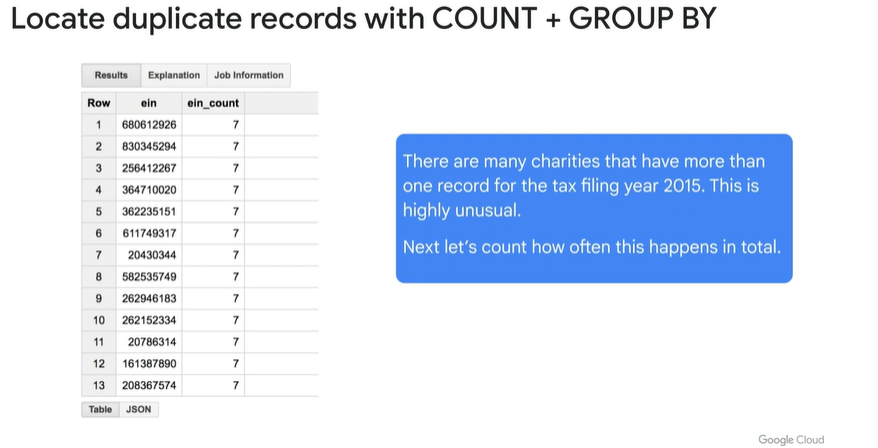 Locate duplicate records with COUNT + GROUP BY
Results Explanation Job Information
Row ein ein_count
1 680612926 7
2 830345294 7
3 256412267 7
4 364710020 7
5 362235151 7
6 611749317 7
7 20430344 7
8 582535749 7
9 262946183 7
10 262152334 7
11 20786314 7
12 161387890 7
13 208367574 7
Table JSON
There are many charities that have more than
one record for the tax filing year 2015. This is
highly unusual.
Next let’s count how often this happens in total.
Google Cloud